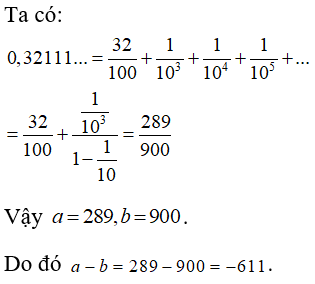 Ta có:
0,32111... = \frac{32}{100} + \frac{1}{10^3} + \frac{1}{10^4} + \frac{1}{10^5} + ...
= \frac{32}{100} + \frac{\frac{1}{10^3}}{1 - \frac{1}{10}} = \frac{289}{900}
Vậy a = 289, b = 900.
Do đó a − b = 289 − 900 = −611.